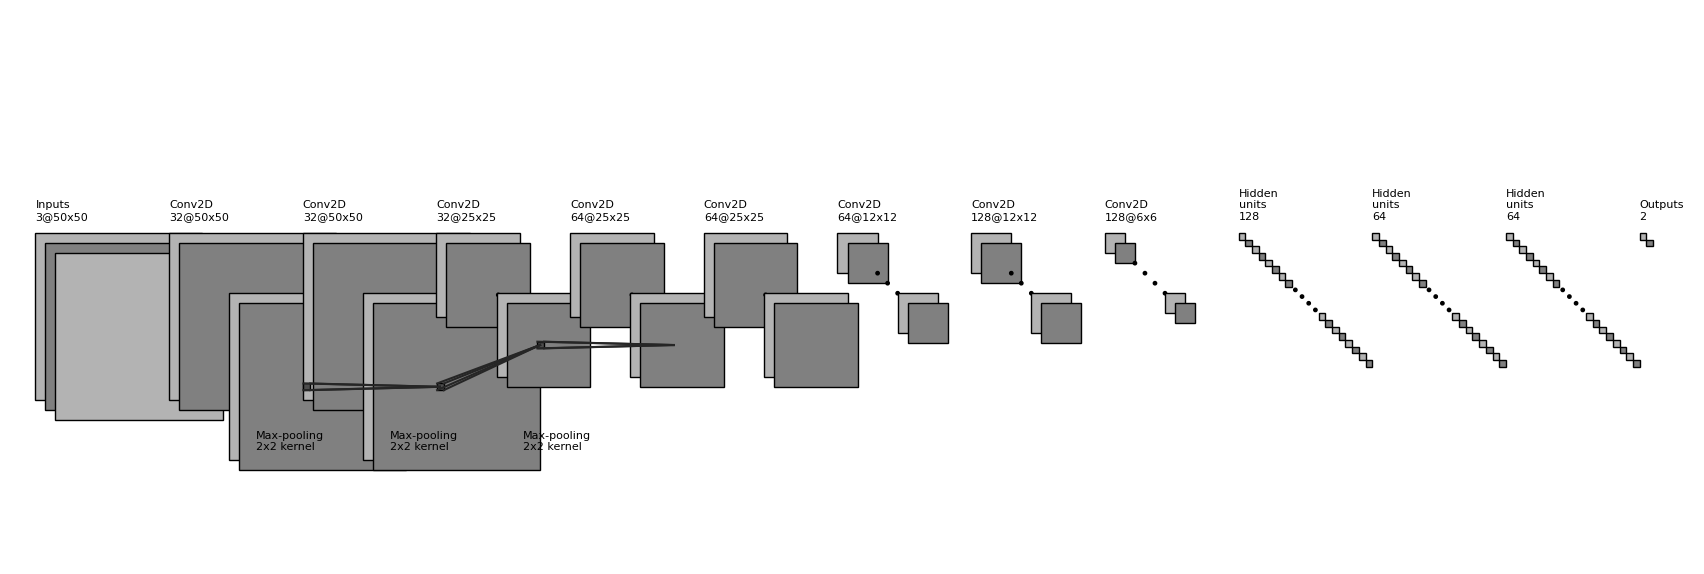 Inputs
3@50x50
Conv2D
32@50x50
Conv2D
32@50x50
Conv2D
32@25x25
Conv2D
64@25x25
Conv2D
64@25x25
Conv2D
64@12x12
Conv2D
128@12x12
Conv2D
128@6x6
Hidden
units
128
Hidden
units
64
Hidden
units
64
Outputs
2
Max-pooling
2x2 kernel
Max-pooling
2x2 kernel
Max-pooling
2x2 kernel